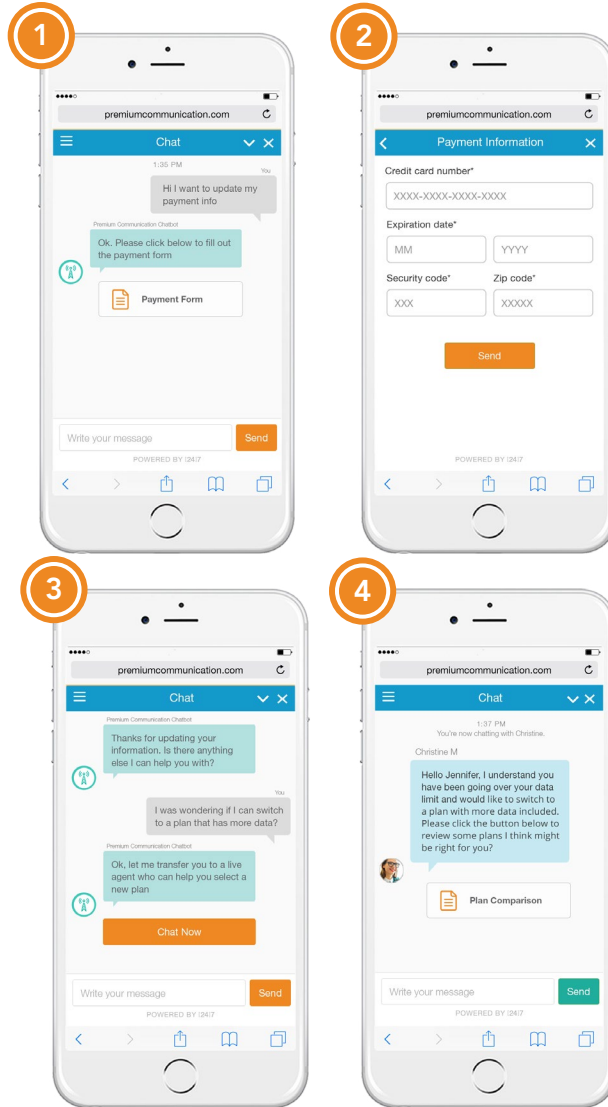 1
premiumcommunication.com
Chat
1:35 PM
You
Hi I want to update my
payment info
Premium Communication Chatbot
Ok. Please click below to fill out
the payment form
Payment Form
Write your message
Send
POWERED BY [24]7
2
premiumcommunication.com
Payment Information
Credit card number*
XXXX-XXXX-XXXX-XXXX
Expiration date*
MM
YYYY
Security code*
Zip code*
XXX
XXXXX
Send
POWERED BY [24]7
3
premiumcommunication.com
Chat
Premium Communication Chatbot
Thanks for updating your
information. Is there anything
else I can help you with?
You
I was wondering if I can switch
to a plan that has more data?
Premium Communication Chatbot
Ok, let me transfer you to a live
agent who can help you select a
new plan
Chat Now
Write your message
Send
POWERED BY [24]7
4
premiumcommunication.com
Chat
1:37 PM
You're now chatting with Christine.
Christine M
Hello Jennifer, I understand you
have been going over your data
limit and would like to switch to
a plan with more data included.
Please click the button below to
review some plans I think might
be right for you?
Plan Comparison
Write your message
Send
POWERED BY [24]7